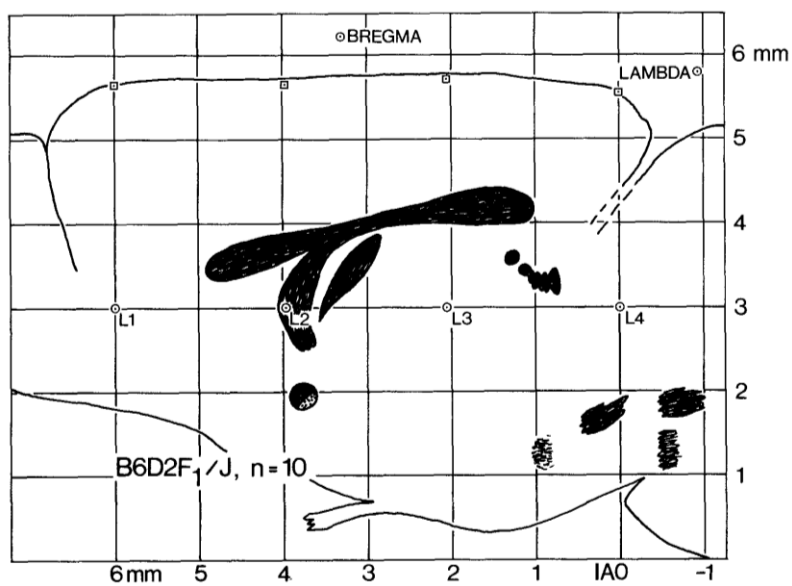 BREGMA
6 mm
LAMBDA
5
4
3
L1
L2
L3
L4
2
B6D2F1/J, n=10
1
6mm 5 4 3 2 1 IA0 -1